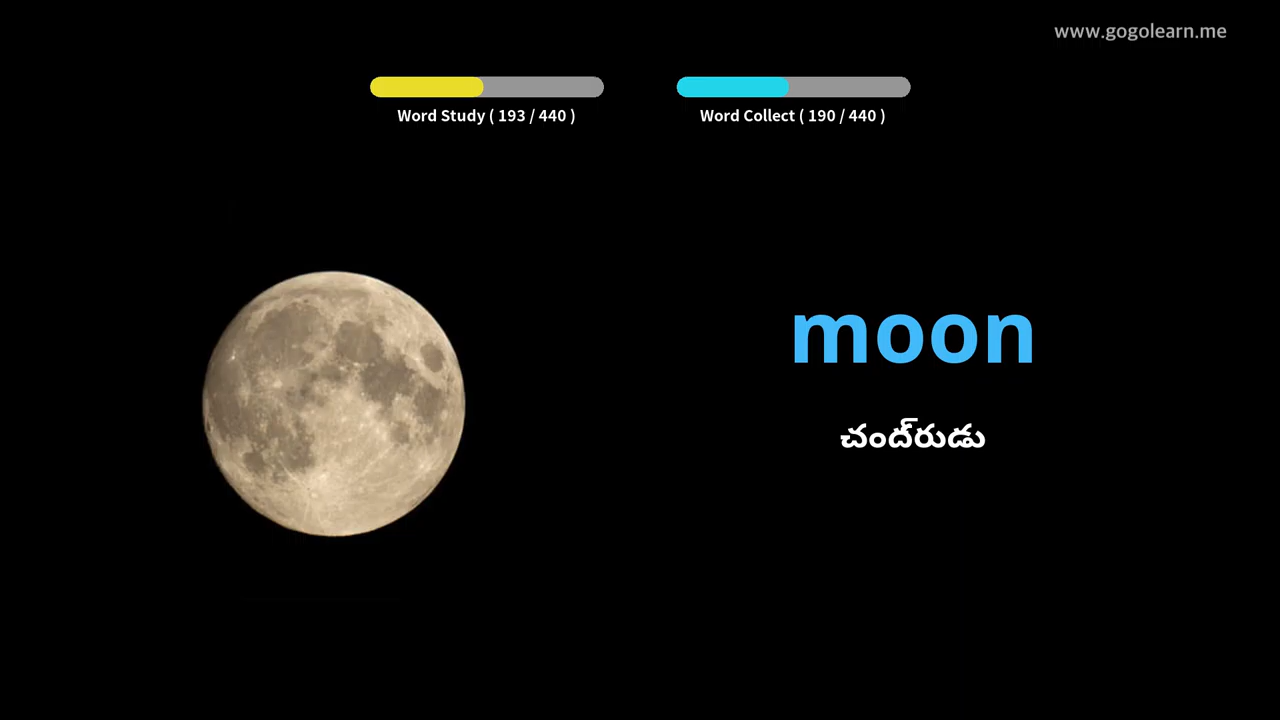 www.gogolearn.me
Word Study ( 193 / 440 )
Word Collect ( 190 / 440 )
moon
చంద్‌రుడు